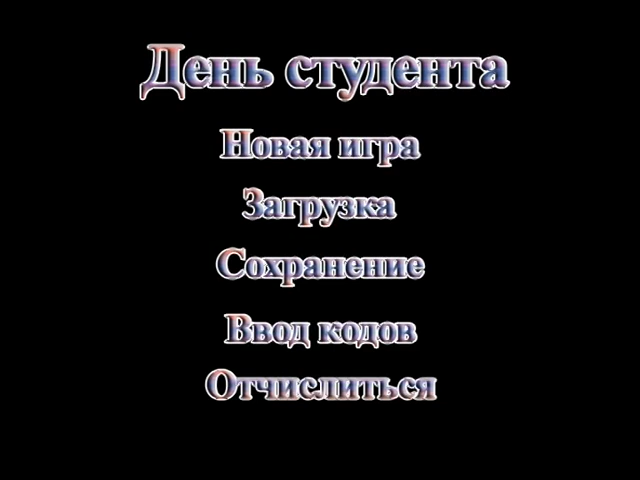 День студента
Новая игра
Загрузка
Сохранение
Ввод кодов
Отчислиться